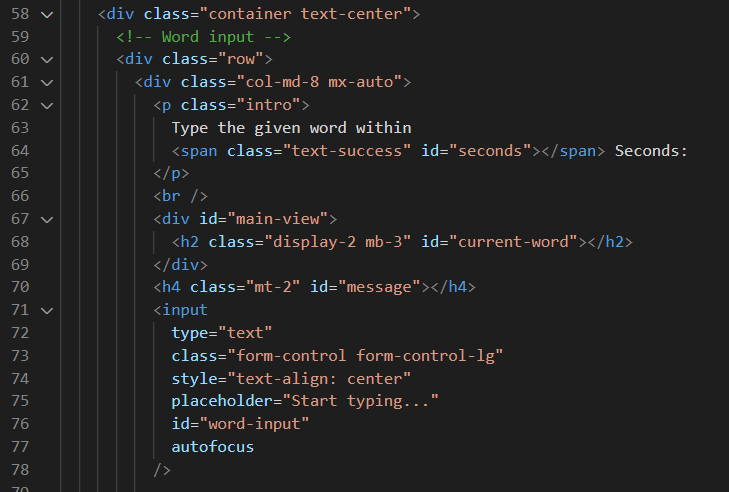 58 <div class="container text-center">
59 <!-- Word input -->
60 <div class="row">
61 <div class="col-md-8 mx-auto">
62 <p class="intro">
63 Type the given word within
64 <span class="text-success" id="seconds"></span> Seconds:
65 </p>
66 <br />
67 <div id="main-view">
68 <h2 class="display-2 mb-3" id="current-word"></h2>
69 </div>
70 <h4 class="mt-2" id="message"></h4>
71 <input
72 type="text"
73 class="form-control form-control-lg"
74 style="text-align: center"
75 placeholder="Start typing..."
76 id="word-input"
77 autofocus
78 />